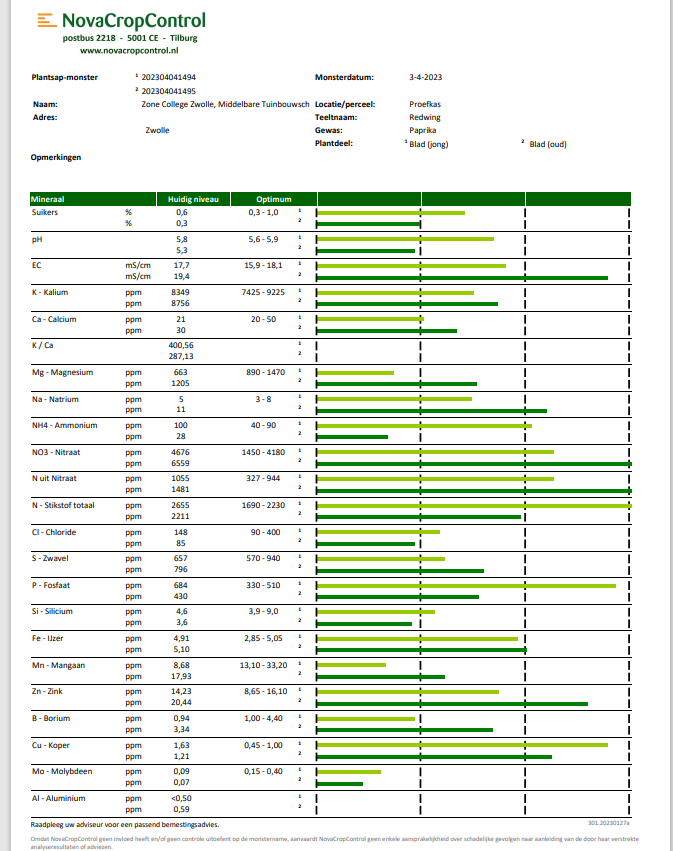 NovaCropControl
postbus 2218 - 5001 CE - Tilburg
www.novacropcontrol.nl
Plantsap-monster ¹ 202304041494 Monsterdatum: 3-4-2023
² 202304041495
Naam: Zone College Zwolle, Middelbare Tuinbouwsch Locatie/perceel: Proefkas
Adres: Teeltnaam: Redwing
Zwolle Gewas: Paprika
Plantdeel: ¹ Blad (jong) ² Blad (oud)
Opmerkingen
Mineraal Huidig niveau Optimum
Suikers % 0,6 0,3 - 1,0 ¹
% 0,3 ²
pH 5,8 5,6 - 5,9 ¹
5,3 ²
EC mS/cm 17,7 15,9 - 18,1 ¹
mS/cm 19,4 ²
K - Kalium ppm 8349 7425 - 9225 ¹
ppm 8756 ²
Ca - Calcium ppm 21 20 - 50 ¹
ppm 30 ²
K / Ca 400,56 ¹
287,13 ²
Mg - Magnesium ppm 663 890 - 1470 ¹
ppm 1205 ²
Na - Natrium ppm 5 3 - 8 ¹
ppm 11 ²
NH4 - Ammonium ppm 100 40 - 90 ¹
ppm 28 ²
NO3 - Nitraat ppm 4676 1450 - 4180 ¹
ppm 6559 ²
N uit Nitraat ppm 1055 327 - 944 ¹
ppm 1481 ²
N - Stikstof totaal ppm 2655 1690 - 2230 ¹
ppm 2211 ²
Cl - Chloride ppm 148 90 - 400 ¹
ppm 85 ²
S - Zwavel ppm 657 570 - 940 ¹
ppm 796 ²
P - Fosfaat ppm 684 330 - 510 ¹
ppm 430 ²
Si - Silicium ppm 4,6 3,9 - 9,0 ¹
ppm 3,6 ²
Fe - IJzer ppm 4,91 2,85 - 5,05 ¹
ppm 5,10 ²
Mn - Mangaan ppm 8,68 13,10 - 33,20 ¹
ppm 17,93 ²
Zn - Zink ppm 14,23 8,65 - 16,10 ¹
ppm 20,44 ²
B - Borium ppm 0,94 1,00 - 4,40 ¹
ppm 3,34 ²
Cu - Koper ppm 1,63 0,45 - 1,00 ¹
ppm 1,21 ²
Mo - Molybdeen ppm 0,09 0,15 - 0,40 ¹
ppm 0,07 ²
Al - Aluminium ppm <0,50 ¹
ppm 0,59 ²
Raadpleeg uw adviseur voor een passend bemestingsadvies. 301.20230127a
Omdat NovaCropControl geen invloed heeft en/of geen controle uitoefent op de monstername, aanvaardt NovaCropControl geen enkele aansprakelijkheid over schadelijke gevolgen naar aanleiding van de door haar verstrekte
analyseresultaten of adviezen.